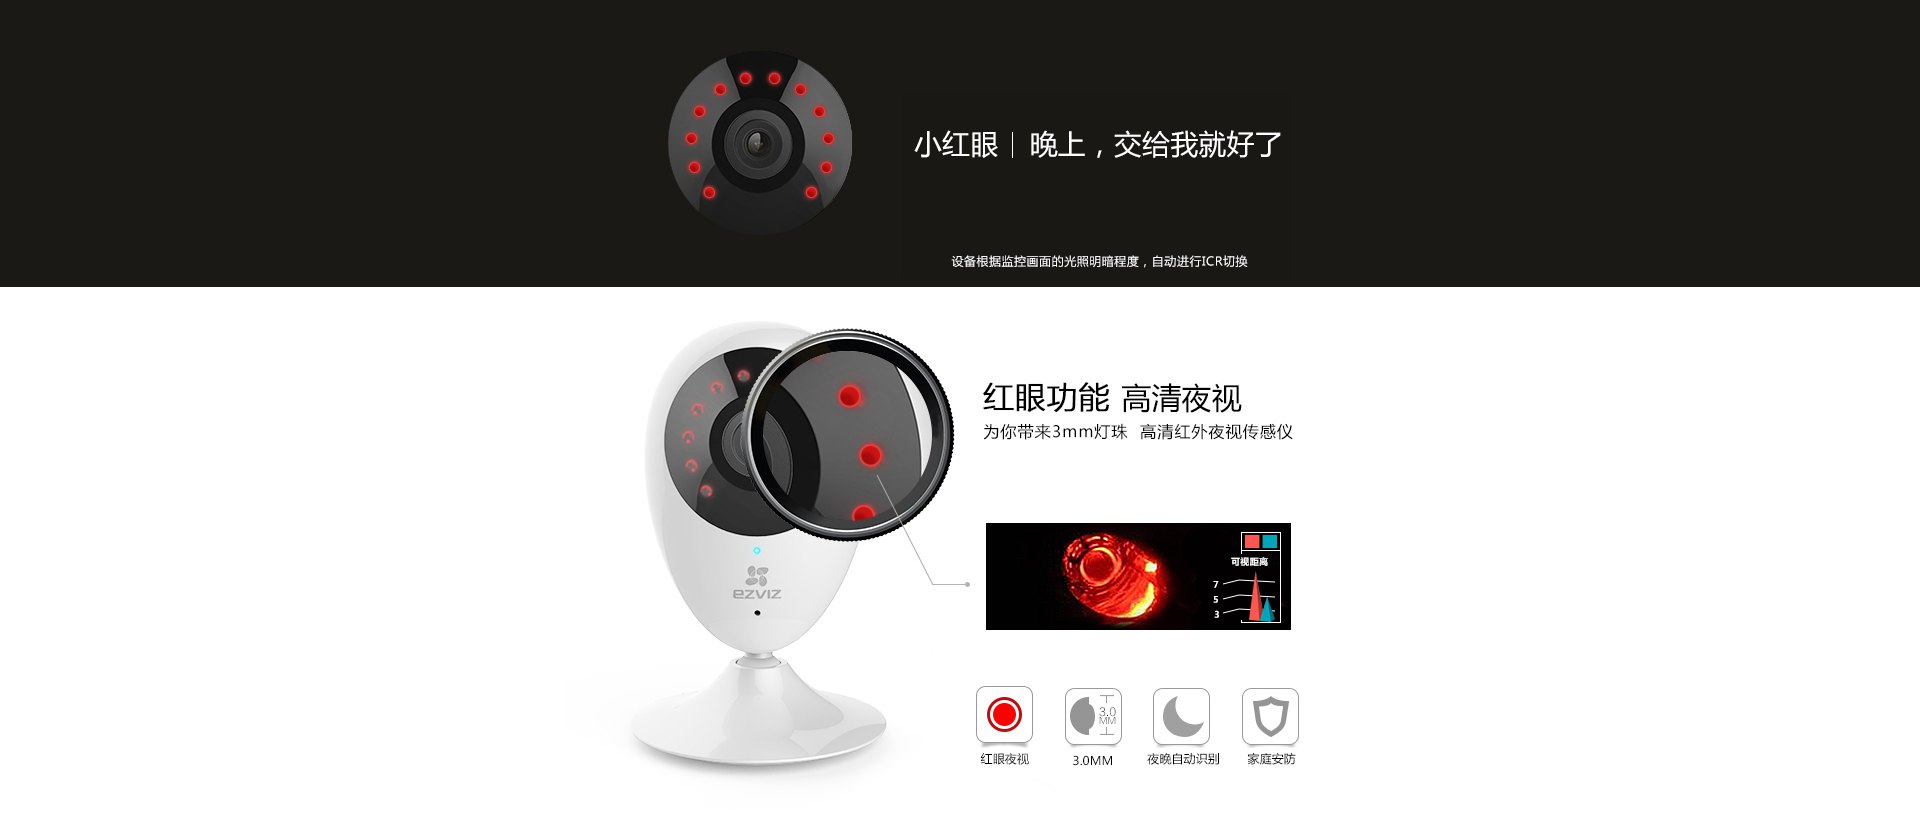 小红眼｜晚上，交给我就好了
设备根据监控画面的光照明暗程度，自动进行ICR切换
红眼功能 高清夜视
为你带来3mm灯珠 高清红外夜视传感仪
可视距离
7
5
3
ezviz
3.0
MM
红眼夜视
3.0MM
夜晚自动识别
家庭安防